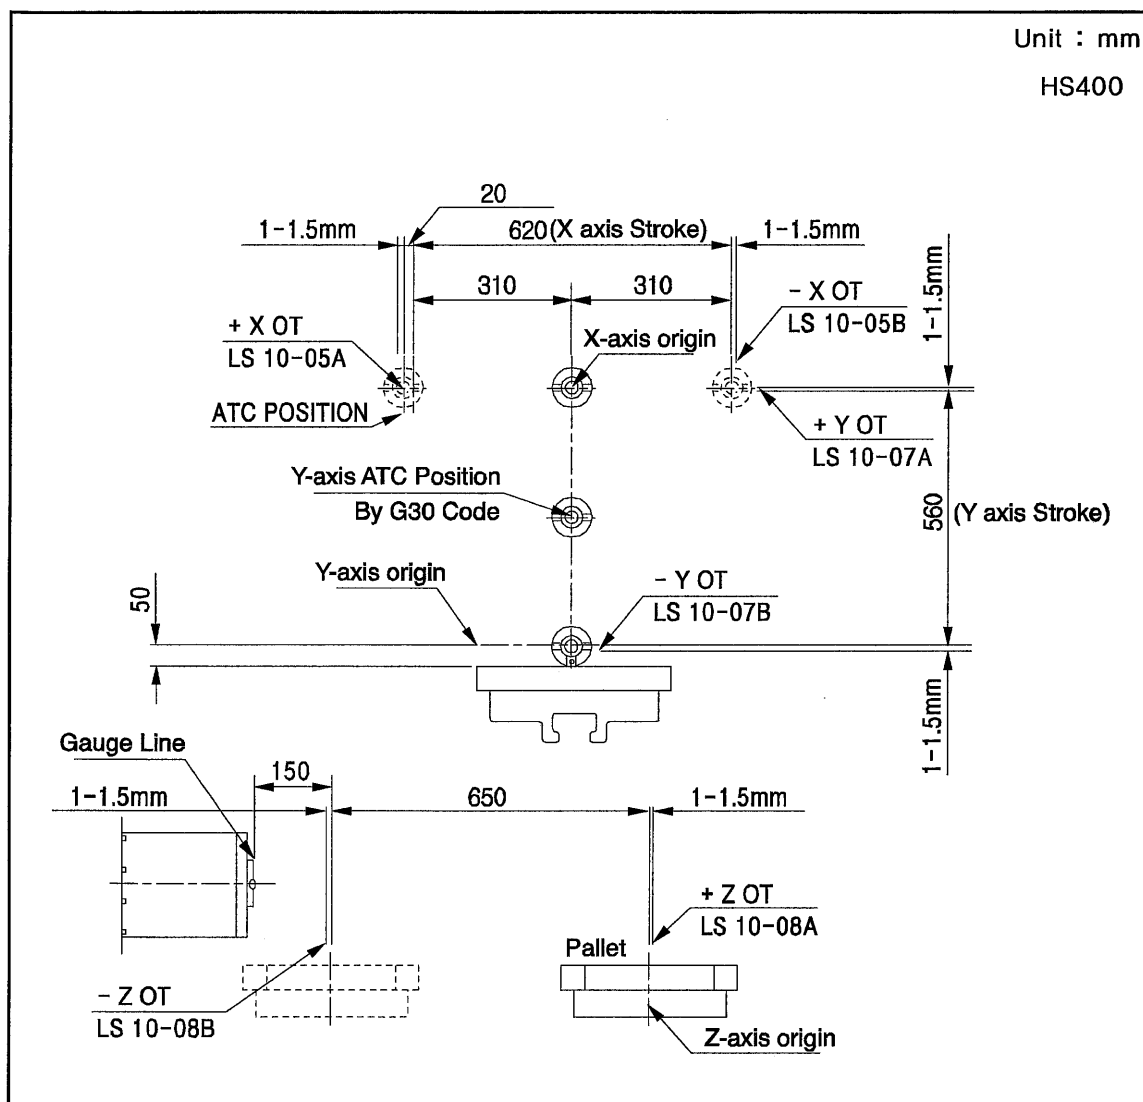 Unit : mm
HS400
20
1-1.5mm
620(X axis Stroke)
1-1.5mm
310
310
1-1.5mm
- X OT
LS 10-05B
+ X OT
LS 10-05A
X-axis origin
ATC POSITION
+ Y OT
LS 10-07A
Y-axis ATC Position
By G30 Code
560
(Y axis Stroke)
Y-axis origin
50
- Y OT
LS 10-07B
1-1.5mm
Gauge Line
150
1-1.5mm
650
1-1.5mm
+ Z OT
LS 10-08A
Pallet
- Z OT
LS 10-08B
Z-axis origin